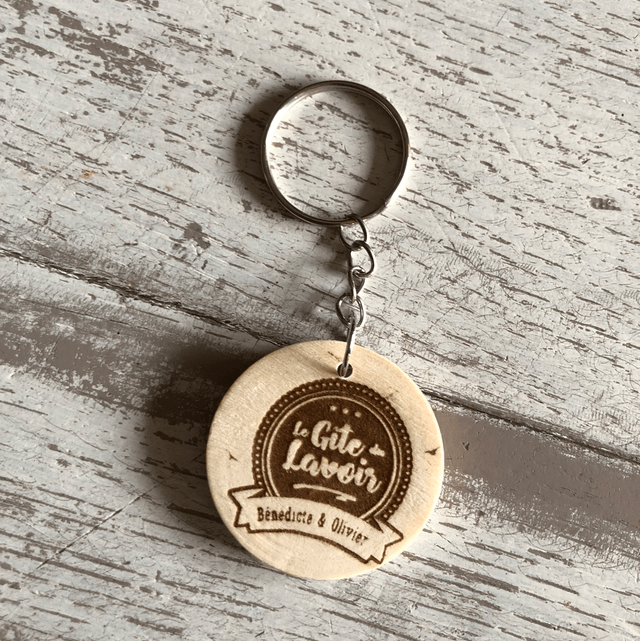 Le Gîte du
Lavoir
Bénédicte & Olivier